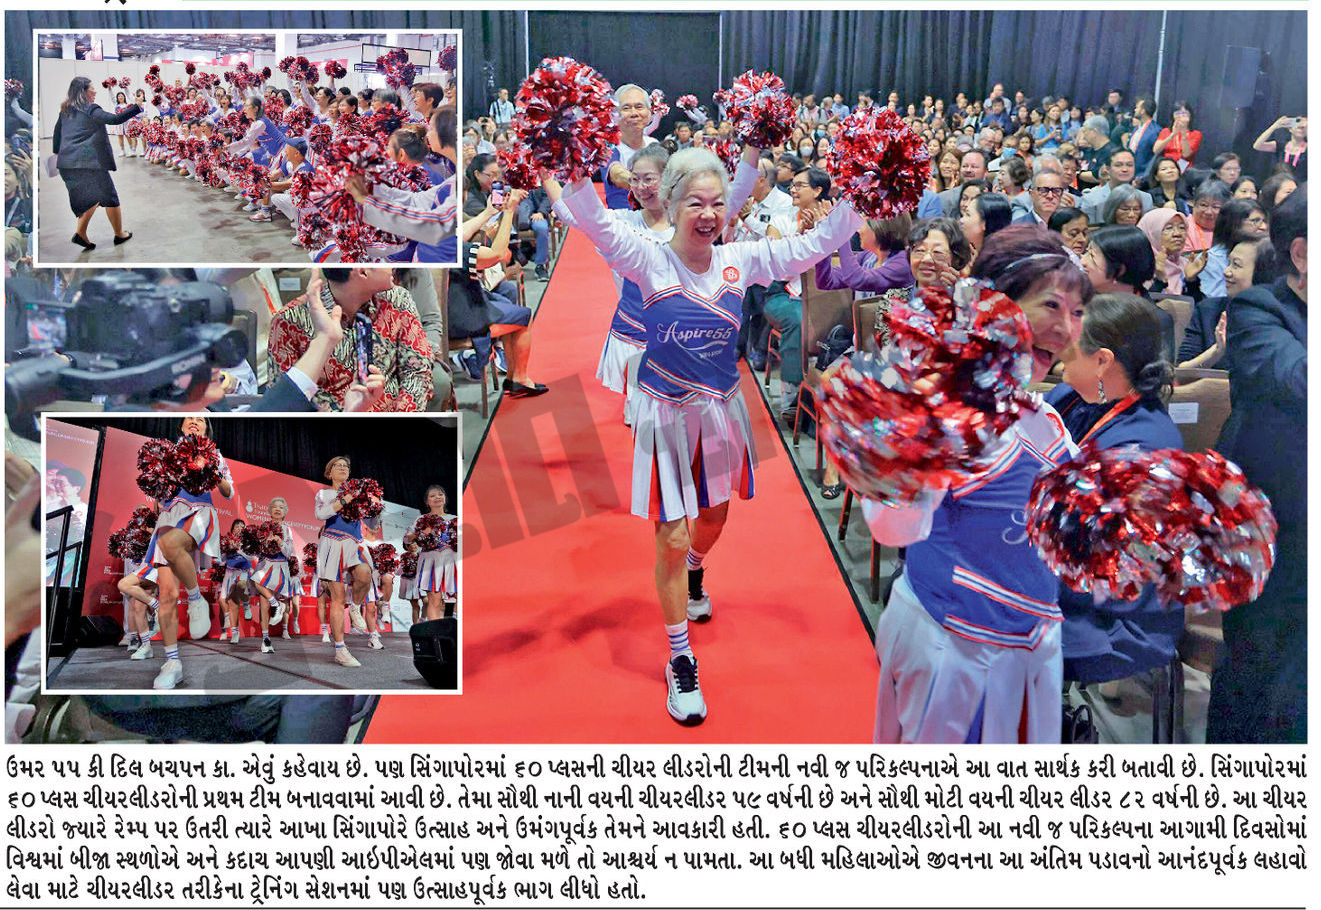 Aspire55
WOMEN
ઉમર ૫૫ કી દિલ બચપન કા. એવું કહેવાય છે. પણ સિંગાપોરમાં ૬૦ પ્લસની ચીયર લીડરોની ટીમની નવી જ પરિકલ્પનાએ આ વાત સાર્થક કરી બતાવી છે. સિંગાપોરમાં
૬૦ પ્લસ ચીયરલીડરોની પ્રથમ ટીમ બનાવવામાં આવી છે. તેમા સૌથી નાની વયની ચીયરલીડર ૫૯ વર્ષની છે અને સૌથી મોટી વયની ચીયર લીડર ૮૨ વર્ષની છે. આ ચીયર
લીડરો જ્યારે રેમ્પ પર ઉતરી ત્યારે આખા સિંગાપોરે ઉત્સાહ અને ઉમંગપૂર્વક તેમને આવકારી હતી. ૬૦ પ્લસ ચીયરલીડરોની આ નવી જ પરિકલ્પના આગામી દિવસોમાં
વિશ્વમાં બીજા સ્થળોએ અને કદાચ આપણી આઇપીએલમાં પણ જોવા મળે તો આશ્ચર્ય ન પામતા. આ બધી મહિલાઓએ જીવનના આ અંતિમ પડાવનો આનંદપૂર્વક લહાવો
લેવા માટે ચીયરલીડર તરીકેના ટ્રેનિંગ સેશનમાં પણ ઉત્સાહપૂર્વક ભાગ લીધો હતો.